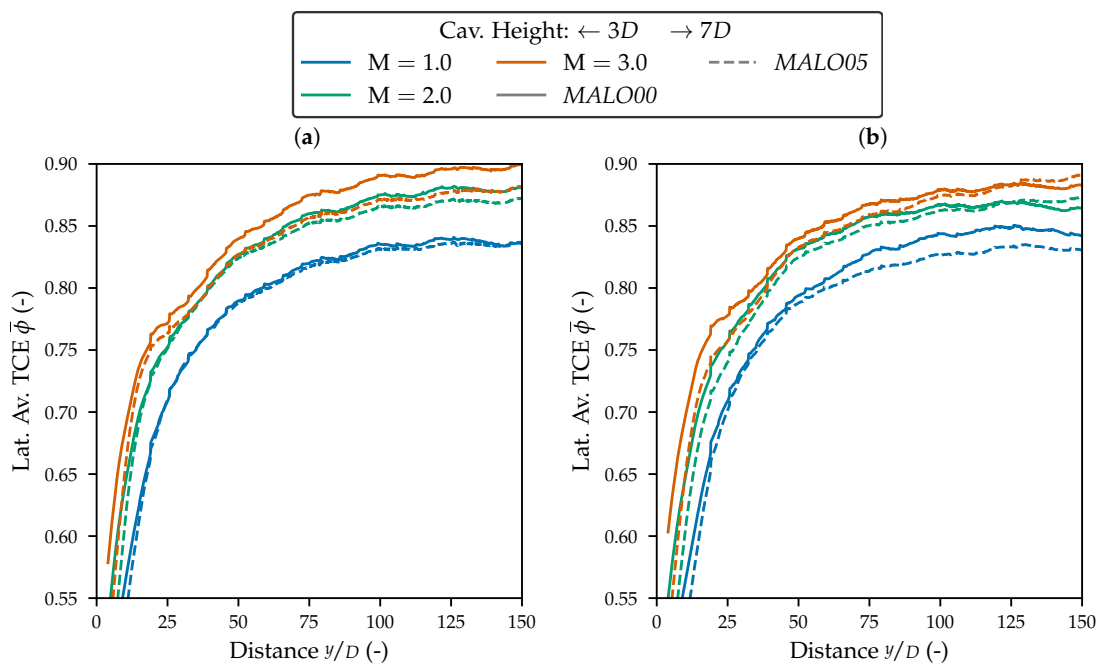 Cav. Height: ← 3D → 7D
M = 1.0 M = 3.0 MALO05
M = 2.0 MALO00
(a) (b)
0.90
0.85
0.80
0.75
0.70
0.65
0.60
0.55
Lat. Av. TCE ϕ̄ (-)
0 25 50 75 100 125 150
Distance y/D (-)
0.90
0.85
0.80
0.75
0.70
0.65
0.60
0.55
Lat. Av. TCE ϕ̄ (-)
0 25 50 75 100 125 150
Distance y/D (-)